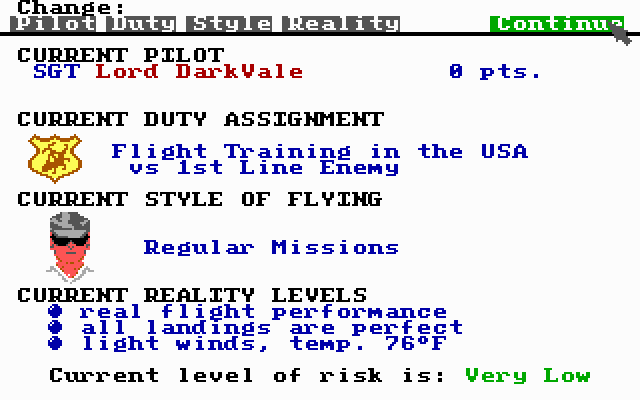 Change:
Pilot Duty Style Reality Continue
CURRENT PILOT
SGT Lord DarkVale 0 pts.
CURRENT DUTY ASSIGNMENT
Flight Training in the USA
vs 1st Line Enemy
CURRENT STYLE OF FLYING
Regular Missions
CURRENT REALITY LEVELS
real flight performance
all landings are perfect
light winds, temp. 76°F
Current level of risk is: Very Low